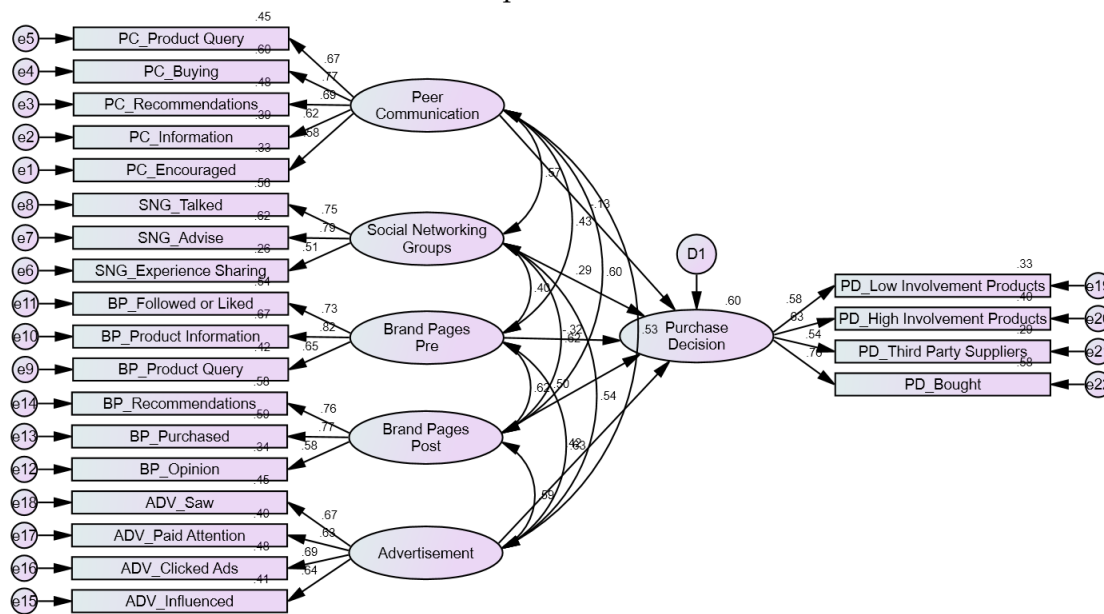 .45
e5
PC_Product Query
.67
.60
e4
PC_Buying
.77
.48
e3
PC_Recommendations
.69
.39
e2
PC_Information
.62
.33
e1
PC_Encouraged
.58
Peer
Communication
.56
e8
SNG_Talked
.75
.62
e7
SNG_Advise
.79
.26
e6
SNG_Experience Sharing
.51
Social Networking
Groups
.54
e11
BP_Followed or Liked
.73
.67
e10
BP_Product Information
.82
.42
e9
BP_Product Query
.65
Brand Pages
Pre
.58
e14
BP_Recommendations
.76
.59
e13
BP_Purchased
.77
.34
e12
BP_Opinion
.58
Brand Pages
Post
.45
e18
ADV_Saw
.67
.40
e17
ADV_Paid Attention
.63
.48
e16
ADV_Clicked Ads
.69
.41
e15
ADV_Influenced
.64
Advertisement
.57
-.13
.43
.29
.60
.40
-.32
.62
.53
.62
.50
.54
.42
.63
.59
D1
.60
Purchase
Decision
.33
.58
PD_Low Involvement Products
.40
.63
PD_High Involvement Products
.29
.54
PD_Third Party Suppliers
.58
.76
PD_Bought